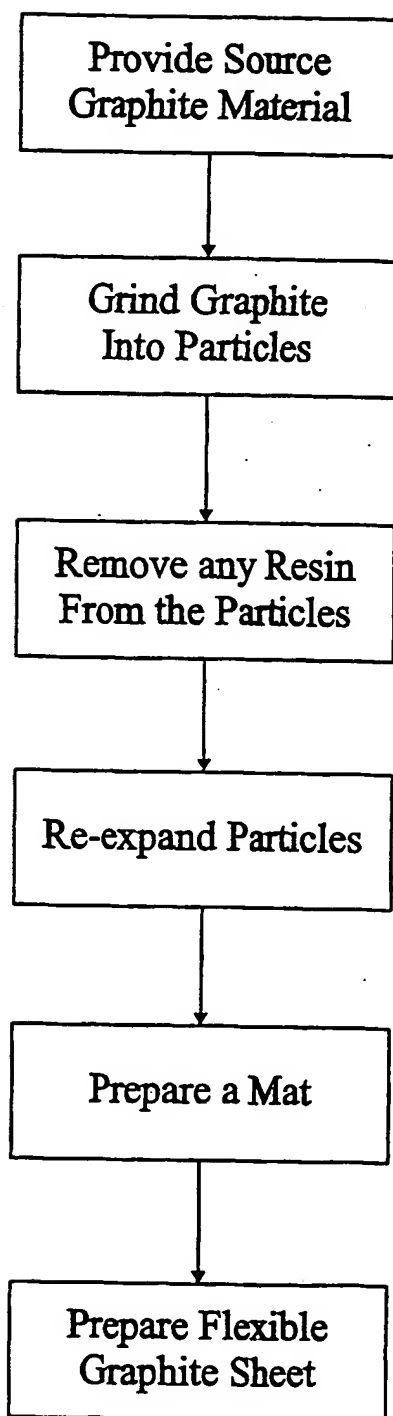 Provide Source
Graphite Material
Grind Graphite
Into Particles
Remove any Resin
From the Particles
Re-expand Particles
Prepare a Mat
Prepare Flexible
Graphite Sheet